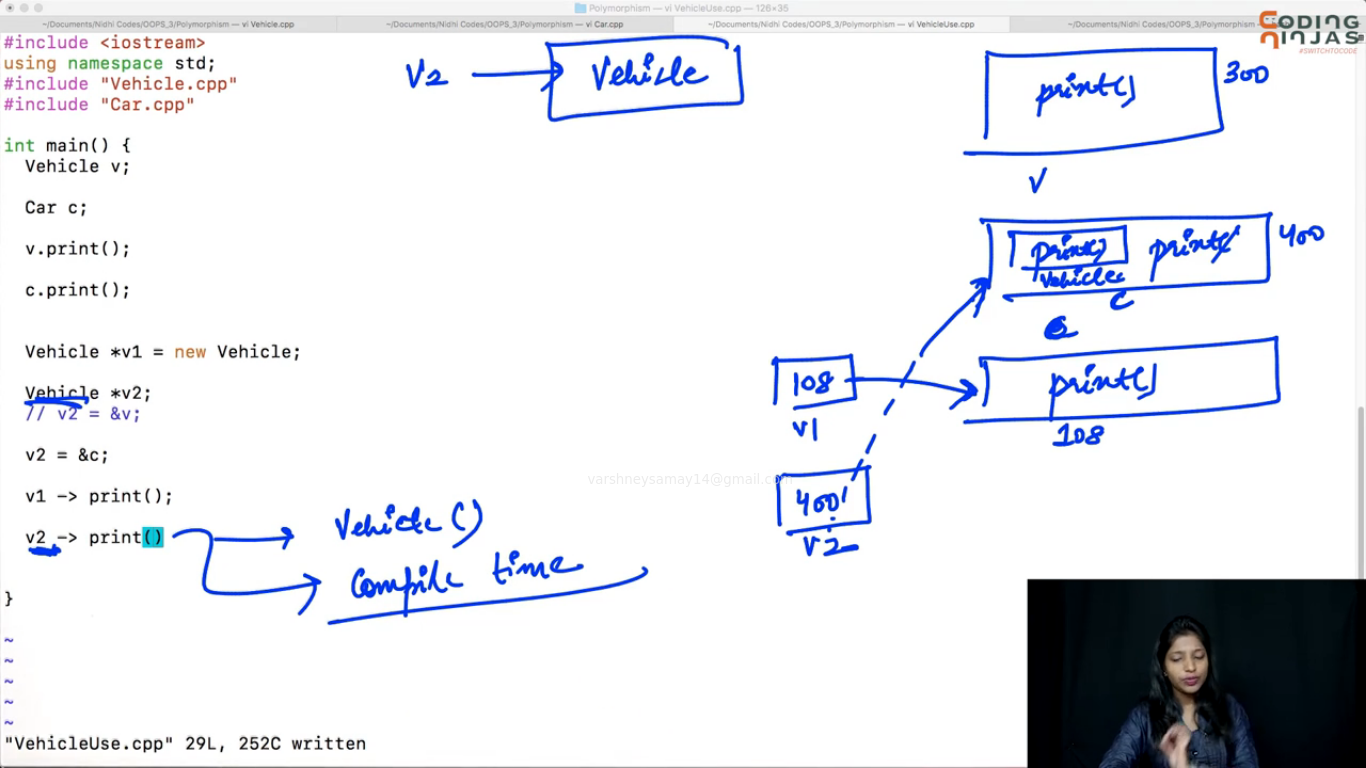 Polymorphism — vi VehicleUse.cpp — 126×35
~/Documents/Nidhi Codes/OOPS_3/Polymorphism — vi Vehicle.cpp
~/Documents/Nidhi Codes/OOPS_3/Polymorphism — vi Car.cpp
~/Documents/Nidhi Codes/OOPS_3/Polymorphism — vi VehicleUse.cpp
~/Documents/Nidhi Codes/OOPS_3/Polymorphism
CODING
NINJAS
#SWITCHTOCODE
#include <iostream>
using namespace std;
#include "Vehicle.cpp"
#include "Car.cpp"
int main() {
Vehicle v;
Car c;
v.print();
c.print();
Vehicle *v1 = new Vehicle;
Vehicle *v2;
// v2 = &v;
v2 = &c;
v1 -> print();
v2 -> print()
}
~
~
~
~
~
"VehicleUse.cpp" 29L, 252C written
V2
Vehicle
print()
300
V
print()
Vehicle
print()
400
C
108
V1
print()
108
400
V2
Vehicle()
Compile time
varshneysamay14@gmail.com